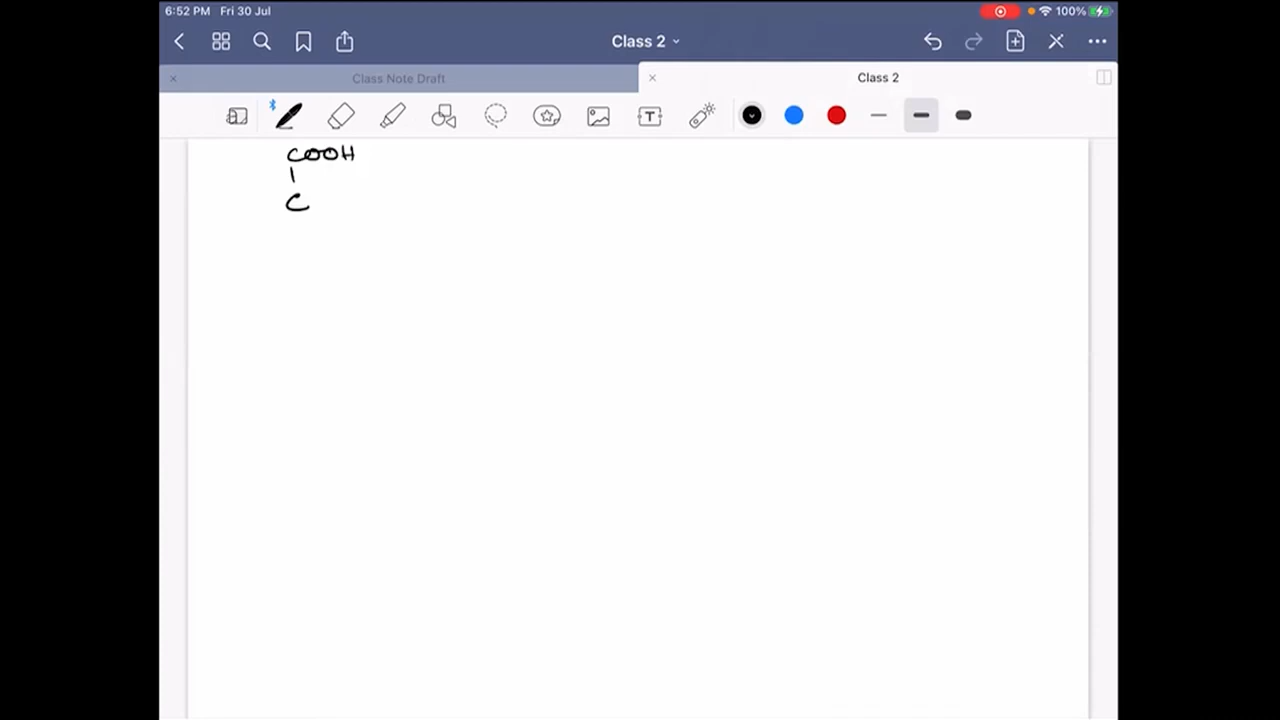 6:52 PM Fri 30 Jul
100%
Class 2
Class Note Draft
Class 2
T
COOH
|
C